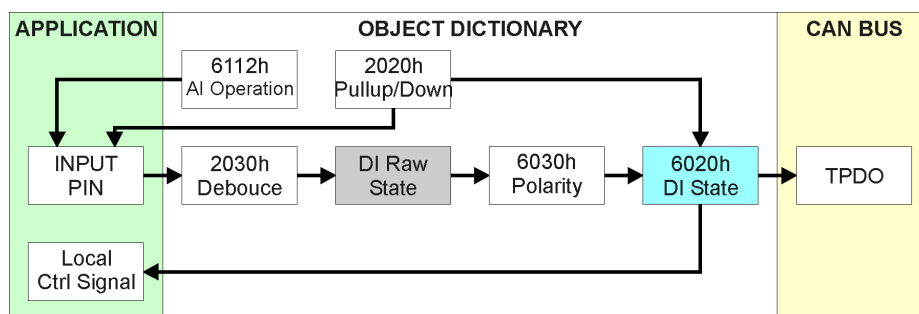 APPLICATION
OBJECT DICTIONARY
CAN BUS
6112h
AI Operation
2020h
Pullup/Down
INPUT
PIN
2030h
Debouce
DI Raw
State
6030h
Polarity
6020h
DI State
TPDO
Local
Ctrl Signal